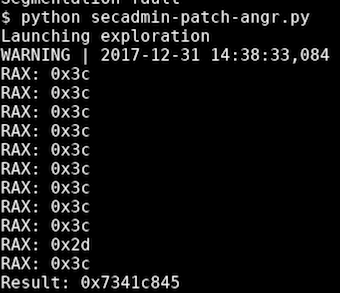 Segmentation fault
$ python secadmin-patch-angr.py
Launching exploration
WARNING | 2017-12-31 14:38:33,084
RAX: 0x3c
RAX: 0x3c
RAX: 0x3c
RAX: 0x3c
RAX: 0x3c
RAX: 0x3c
RAX: 0x3c
RAX: 0x3c
RAX: 0x3c
RAX: 0x2d
RAX: 0x3c
Result: 0x7341c845